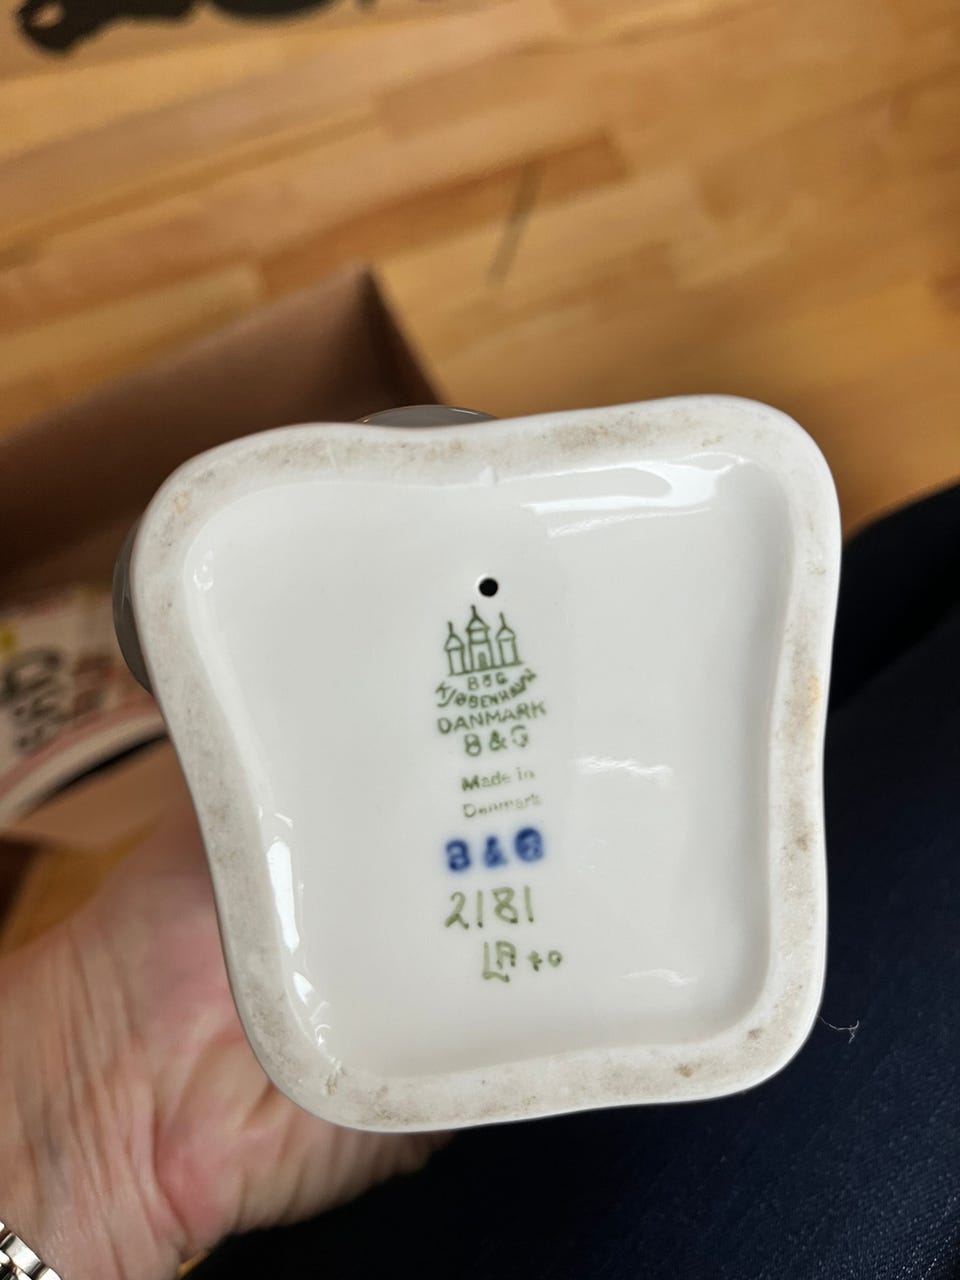 B&G
KJØBENHAVN
DANMARK
B & G
Made in
Denmark
B & G
2181